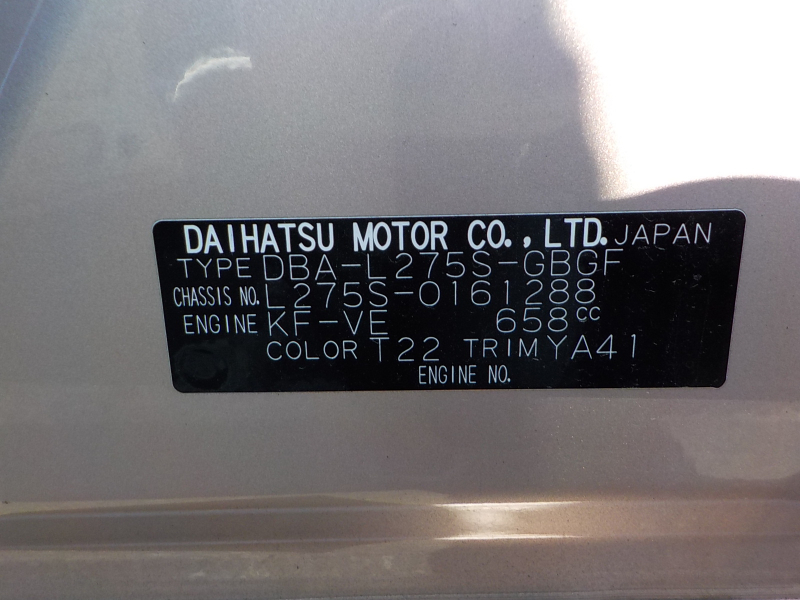 DAIHATSU MOTOR CO., LTD. JAPAN
TYPE DBA-L275S-GBGF
CHASSIS NO. L275S-0161288
ENGINE KF-VE 658cc
COLOR T22 TRIM YA41
ENGINE NO.